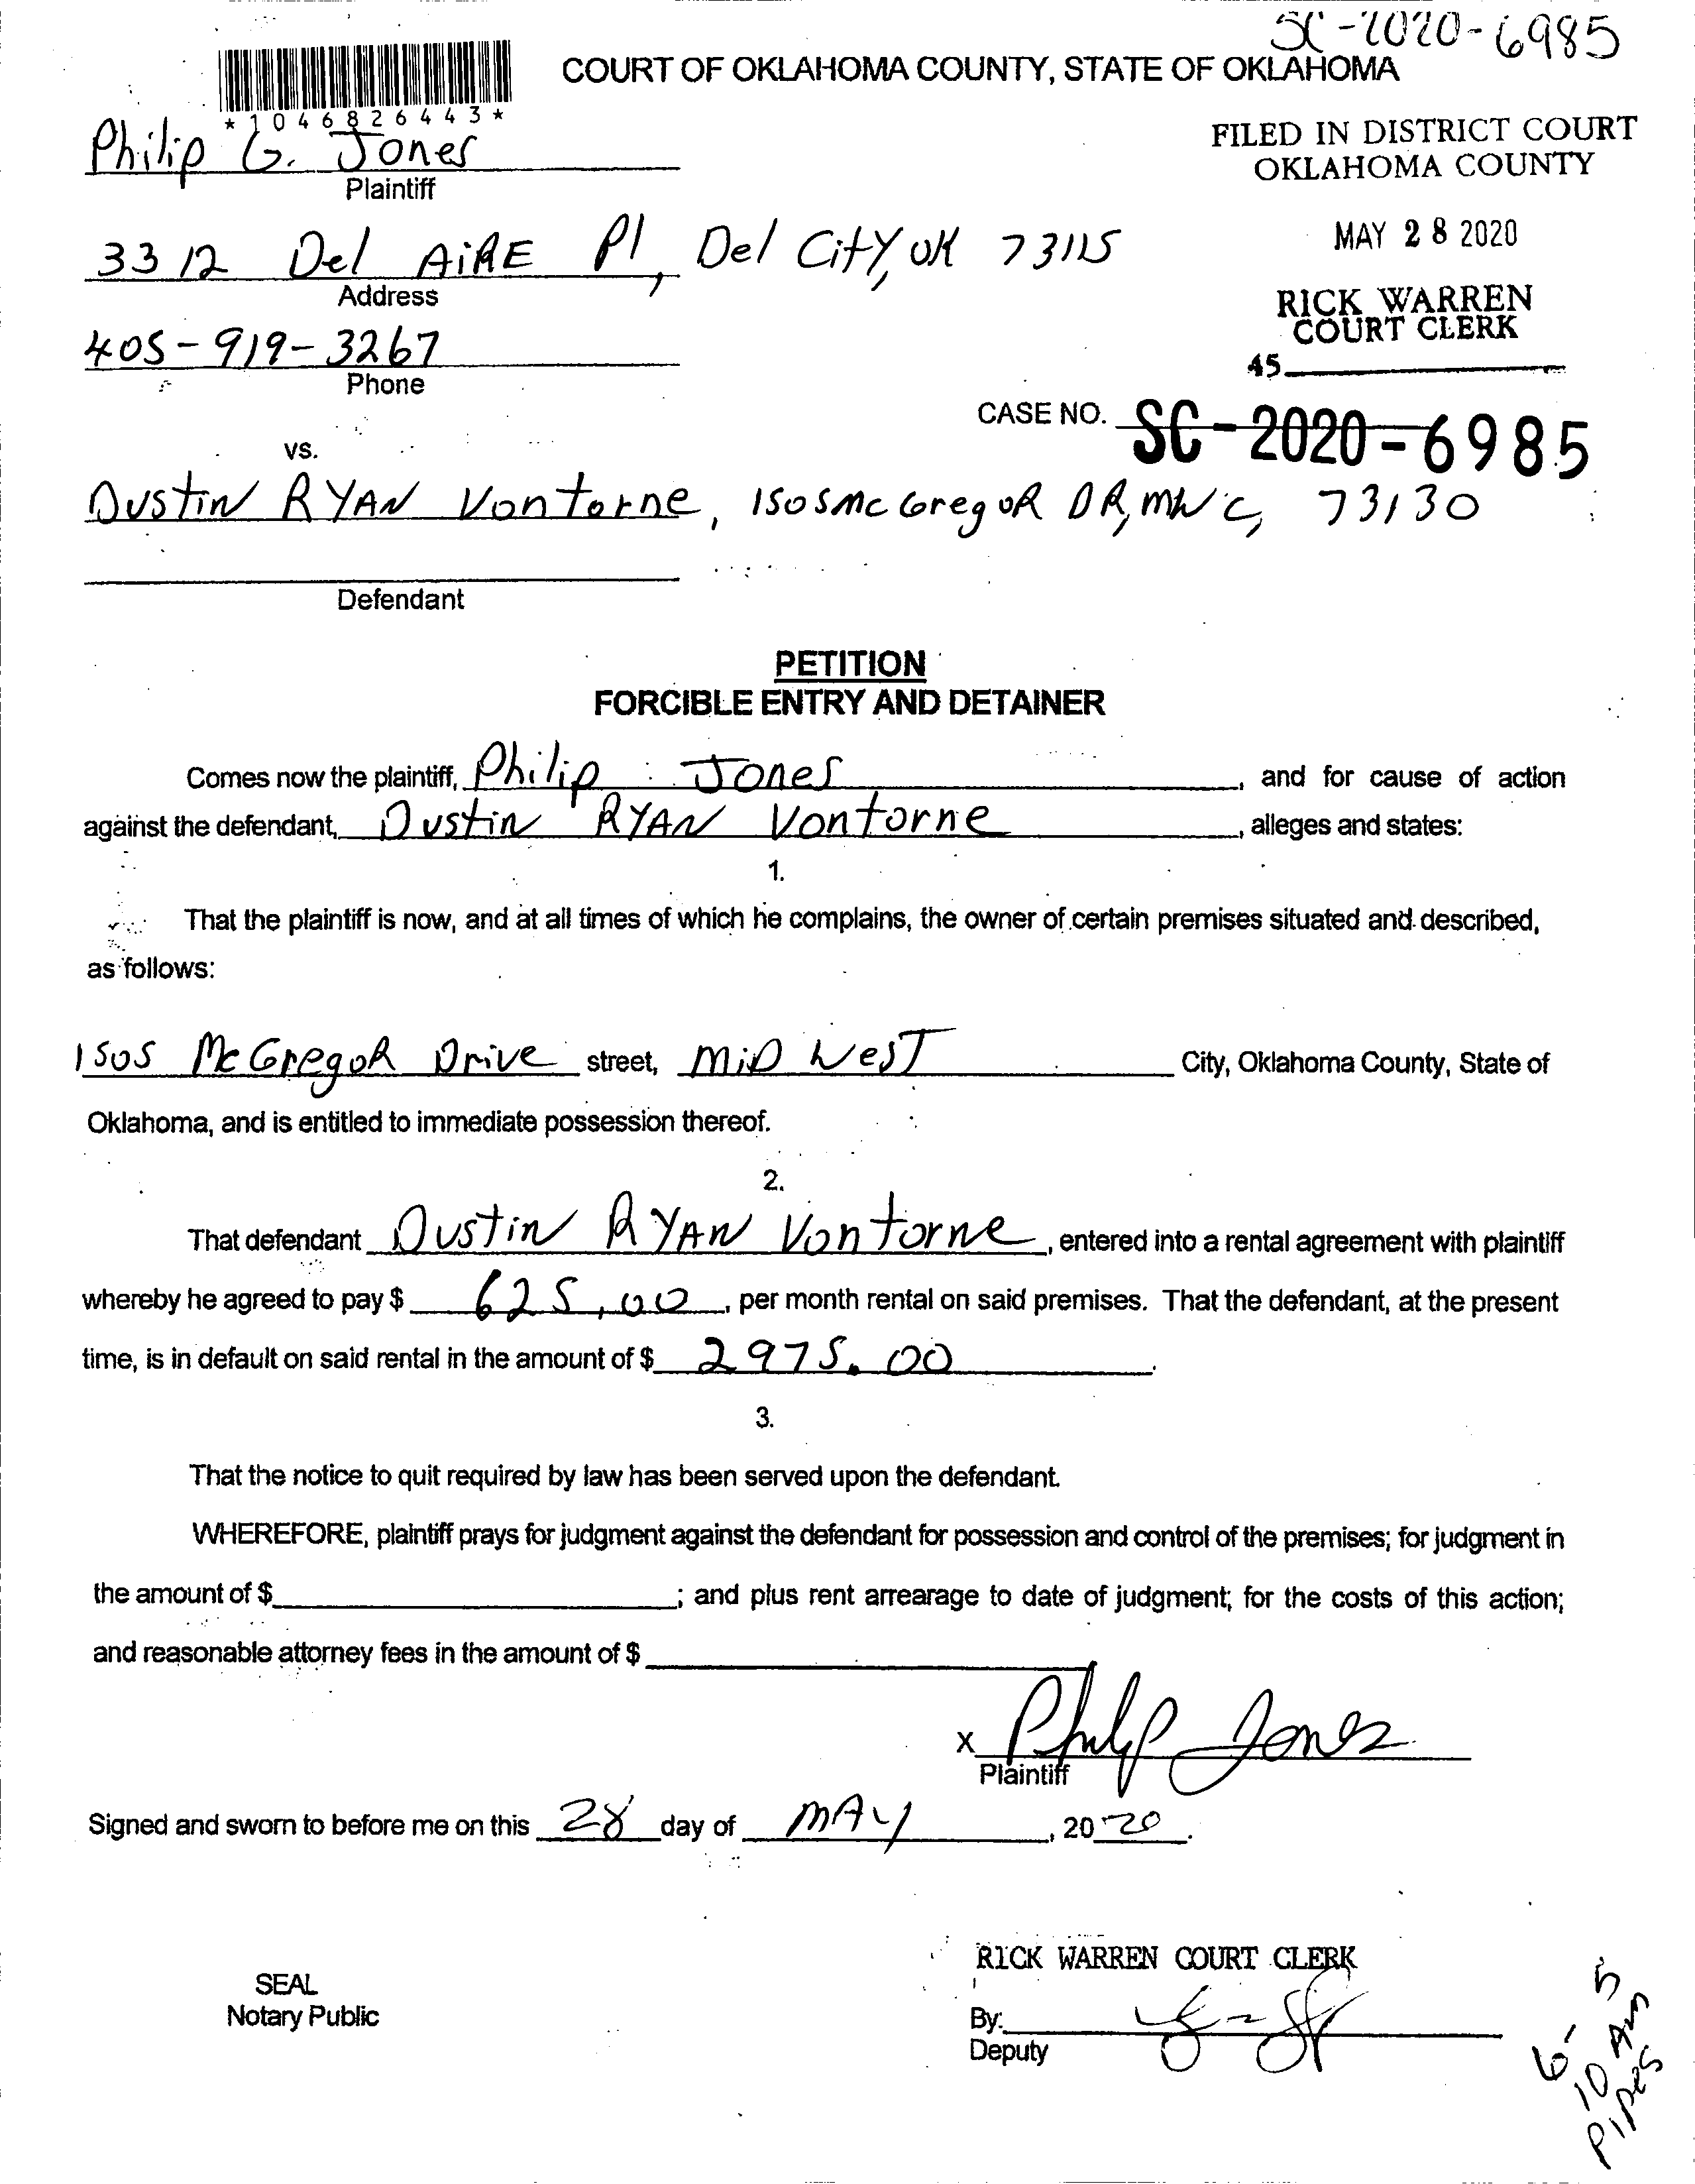 SC-2020-6985
COURT OF OKLAHOMA COUNTY, STATE OF OKLAHOMA
*1046826443*
FILED IN DISTRICT COURT
OKLAHOMA COUNTY
Philip G. Jones
Plaintiff
MAY 28 2020
3312 Del AiRE Pl, Del City, OK 73115
Address
RICK WARREN
COURT CLERK
405-919-3267
Phone
45
CASE NO. SC-2020-6985
VS.
Dustin RYAN Vontorne, 1505 McGregoR DR, MWC, 73130
Defendant
PETITION
FORCIBLE ENTRY AND DETAINER
Comes now the plaintiff, Philip Jones, and for cause of action
against the defendant, Dustin RYAN Vontorne, alleges and states:
1.
That the plaintiff is now, and at all times of which he complains, the owner of certain premises situated and described,
as follows:
1505 McGregoR Drive street, MiD West City, Oklahoma County, State of
Oklahoma, and is entitled to immediate possession thereof.
2.
That defendant Dustin RYAN Vontorne, entered into a rental agreement with plaintiff
whereby he agreed to pay $ 625.00, per month rental on said premises. That the defendant, at the present
time, is in default on said rental in the amount of $ 2975.00.
3.
That the notice to quit required by law has been served upon the defendant.
WHEREFORE, plaintiff prays for judgment against the defendant for possession and control of the premises; for judgment in
the amount of $ ; and plus rent arrearage to date of judgment; for the costs of this action;
and reasonable attorney fees in the amount of $
X Philip Jones
Plaintiff
Signed and sworn to before me on this 28 day of MAY, 2020.
RICK WARREN COURT CLERK
SEAL
Notary Public
By:
Deputy
6-5
10 Am
Pipes